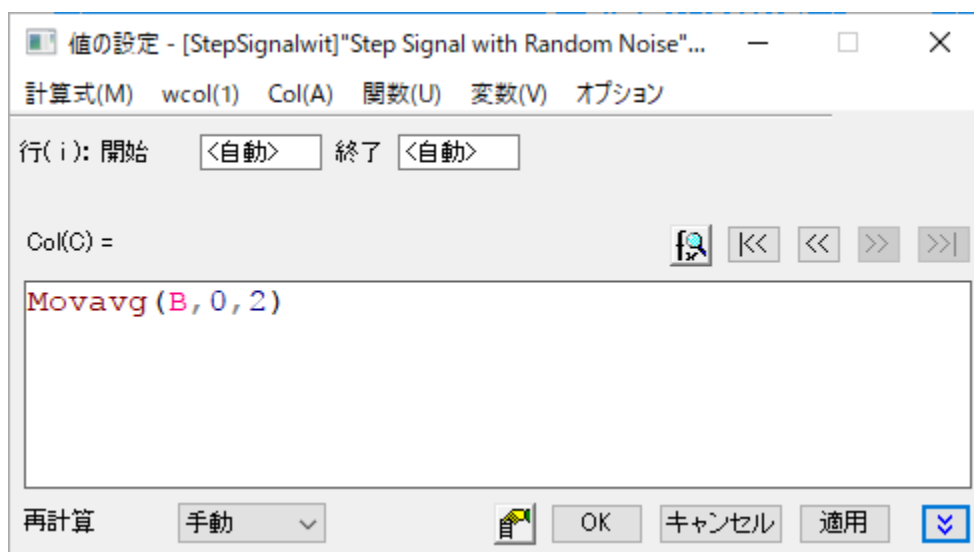 値の設定 - [StepSignalwit]"Step Signal with Random Noise"...
計算式(M) wcol(1) Col(A) 関数(U) 変数(V) オプション
行(i): 開始 <自動> 終了 <自動>
Col(C) =
|<< << >> >>|
Movavg(B,0,2)
再計算 手動 OK キャンセル 適用